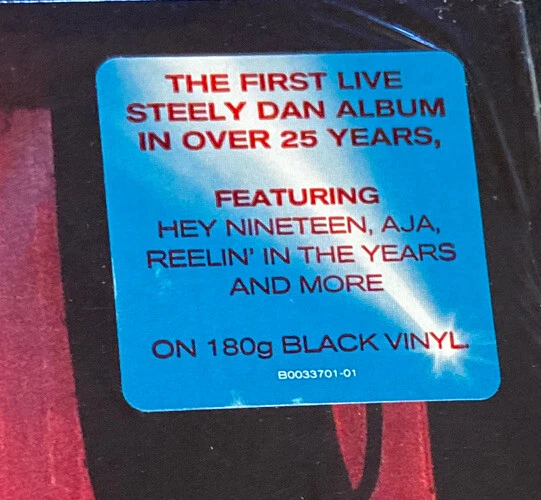 THE FIRST LIVE
STEELY DAN ALBUM
IN OVER 25 YEARS,
FEATURING
HEY NINETEEN, AJA,
REELIN' IN THE YEARS
AND MORE
ON 180g BLACK VINYL.
B0033701-01